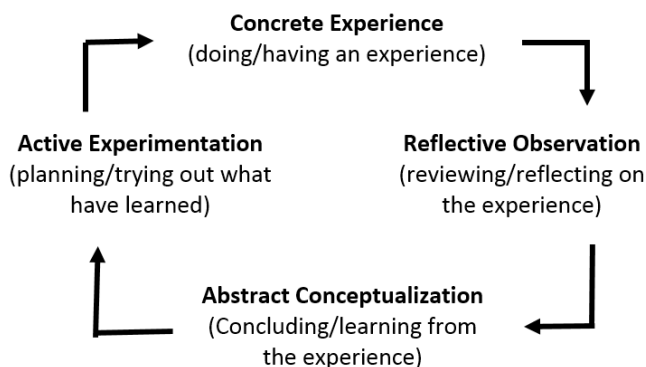 Concrete Experience
(doing/having an experience)
Active Experimentation
(planning/trying out what
have learned)
Reflective Observation
(reviewing/reflecting on
the experience)
Abstract Conceptualization
(Concluding/learning from
the experience)